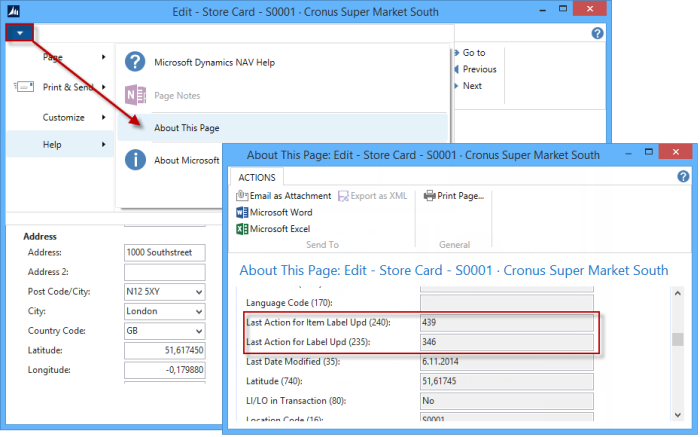 Edit - Store Card - S0001 · Cronus Super Market South
Page
Print & Send
Customize
Help
Microsoft Dynamics NAV Help
Page Notes
About This Page
About Microsoft
Go to
Previous
Next
Address
Address: 1000 Southstreet
Address 2:
Post Code/City: N12 5XY
City: London
Country Code: GB
Latitude: 51,617450
Longitude: -0,179880
About This Page: Edit - Store Card - S0001 · Cronus Super Market South
ACTIONS
Email as Attachment Export as XML Print Page...
Microsoft Word
Microsoft Excel
Send To General
About This Page: Edit - Store Card - S0001 · Cronus Super Market South
Language Code (170):
Last Action for Item Label Upd (240): 439
Last Action for Label Upd (235): 346
Last Date Modified (35): 6.11.2014
Latitude (740): 51,61745
LI/LO in Transaction (80): No
Location Code (16): S0001